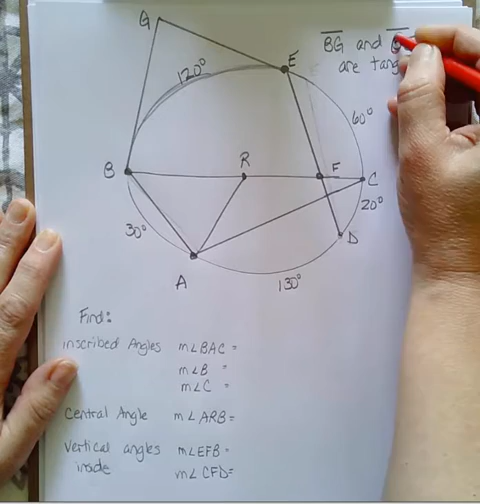 G
BG and
are tang
120°
E
60°
B
R
F
C
20°
30°
D
A
130°
Find:
inscribed Angles m∠BAC =
m∠B =
m∠C =
Central Angle m∠ARB=
Vertical angles m∠EFB=
inside m∠CFD=